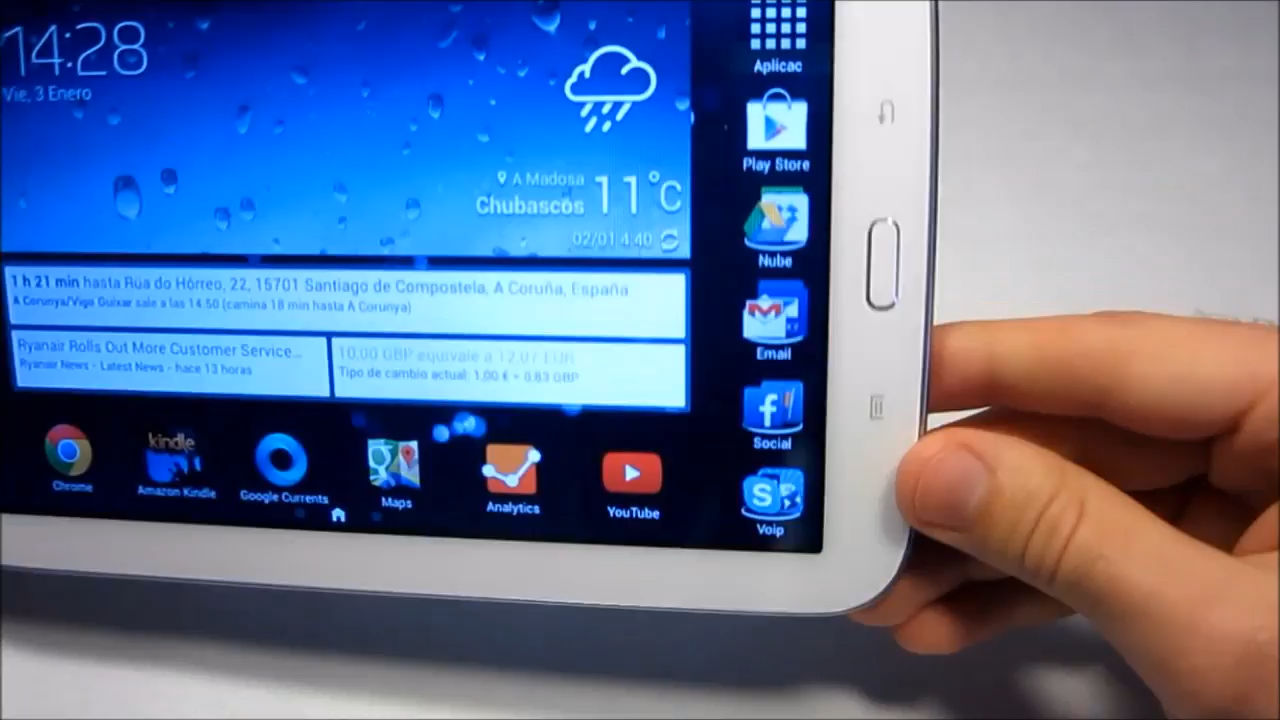 14:28
Vie, 3 Enero
A Madosa
Chubascos
11°C
02/01 4:40
1 h 21 min hasta Rúa do Hórreo, 22, 15701 Santiago de Compostela, A Coruña, España
A Corunya/Vigo Guixar sale a las 14:50 (camina 18 min hasta A Corunya)
Ryanair Rolls Out More Customer Service...
Ryanair News - Latest News - hace 13 horas
10,00 GBP equivale a 12,07 EUR
Tipo de cambio actual: 1,00 € = 0,83 GBP
Chrome
kindle
Amazon Kindle
Google Currents
Maps
Analytics
YouTube
Aplicac
Play Store
Nube
Email
Social
Voip